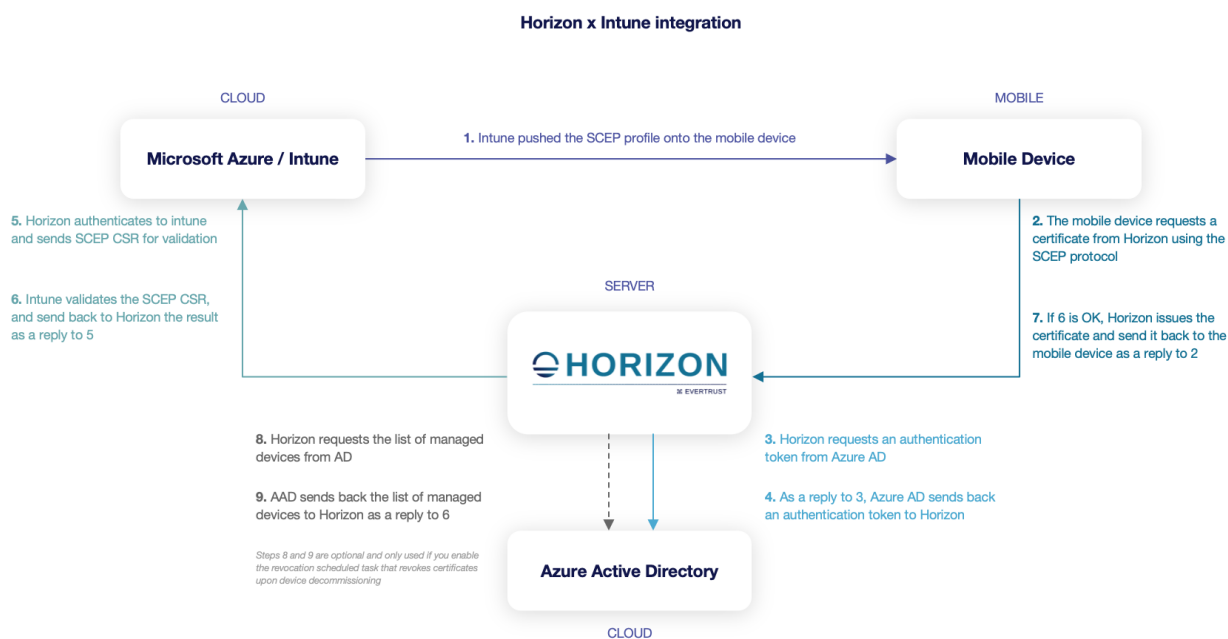 Horizon x Intune integration
CLOUD
MOBILE
Microsoft Azure / Intune
1. Intune pushed the SCEP profile onto the mobile device
Mobile Device
5. Horizon authenticates to intune
and sends SCEP CSR for validation
2. The mobile device requests a
certificate from Horizon using the
SCEP protocol
6. Intune validates the SCEP CSR,
and send back to Horizon the result
as a reply to 5
SERVER
7. If 6 is OK, Horizon issues the
certificate and send it back to the
mobile device as a reply to 2
HORIZON
EVERTRUST
8. Horizon requests the list of managed
devices from AD
3. Horizon requests an authentication
token from Azure AD
9. AAD sends back the list of managed
devices to Horizon as a reply to 6
4. As a reply to 3, Azure AD sends back
an authentication token to Horizon
Steps 8 and 9 are optional and only used if you enable
the revocation scheduled task that revokes certificates
upon device decommissioning
Azure Active Directory
CLOUD